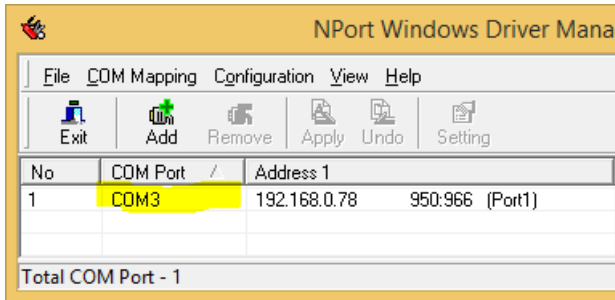 NPort Windows Driver Mana
File COM Mapping Configuration View Help
Exit Add Remove Apply Undo Setting
No COM Port Address 1
1 COM3 192.168.0.78 950:966 (Port1)
Total COM Port - 1